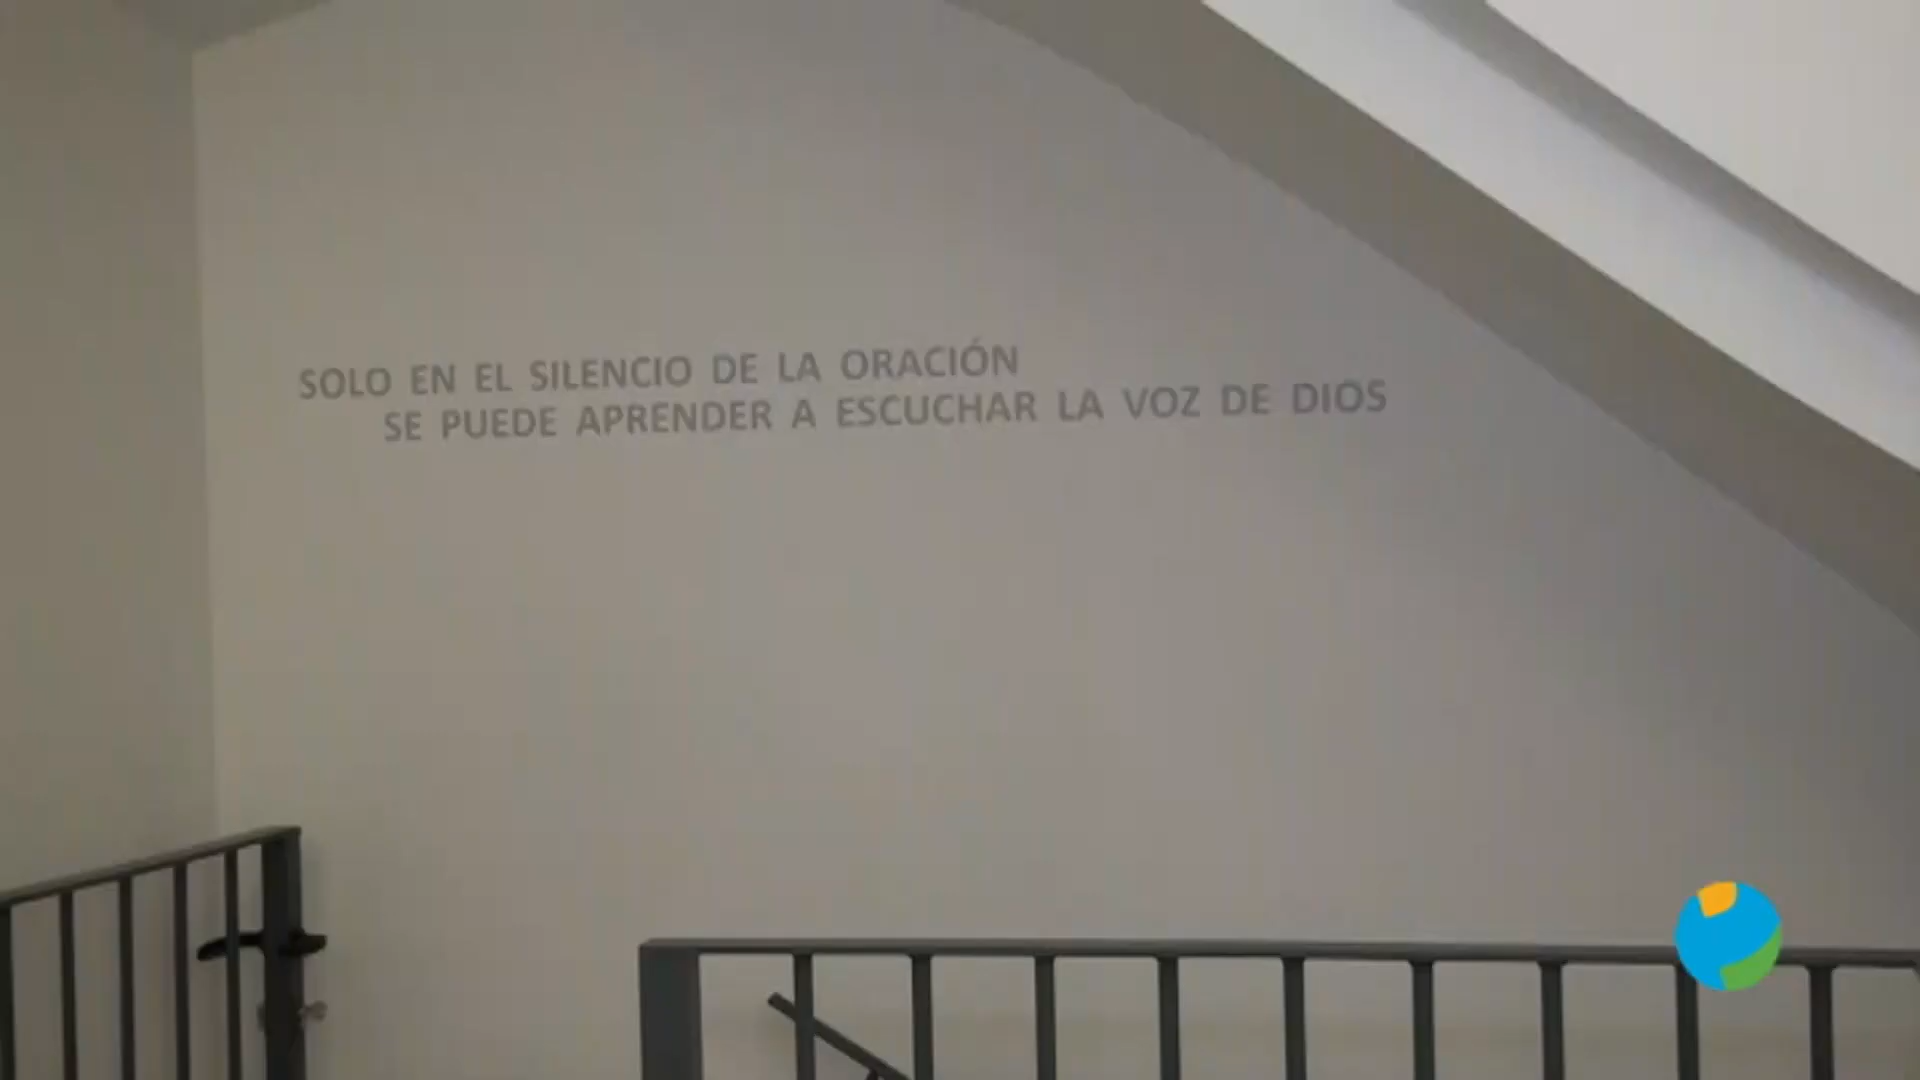 SOLO EN EL SILENCIO DE LA ORACIÓN
SE PUEDE APRENDER A ESCUCHAR LA VOZ DE DIOS